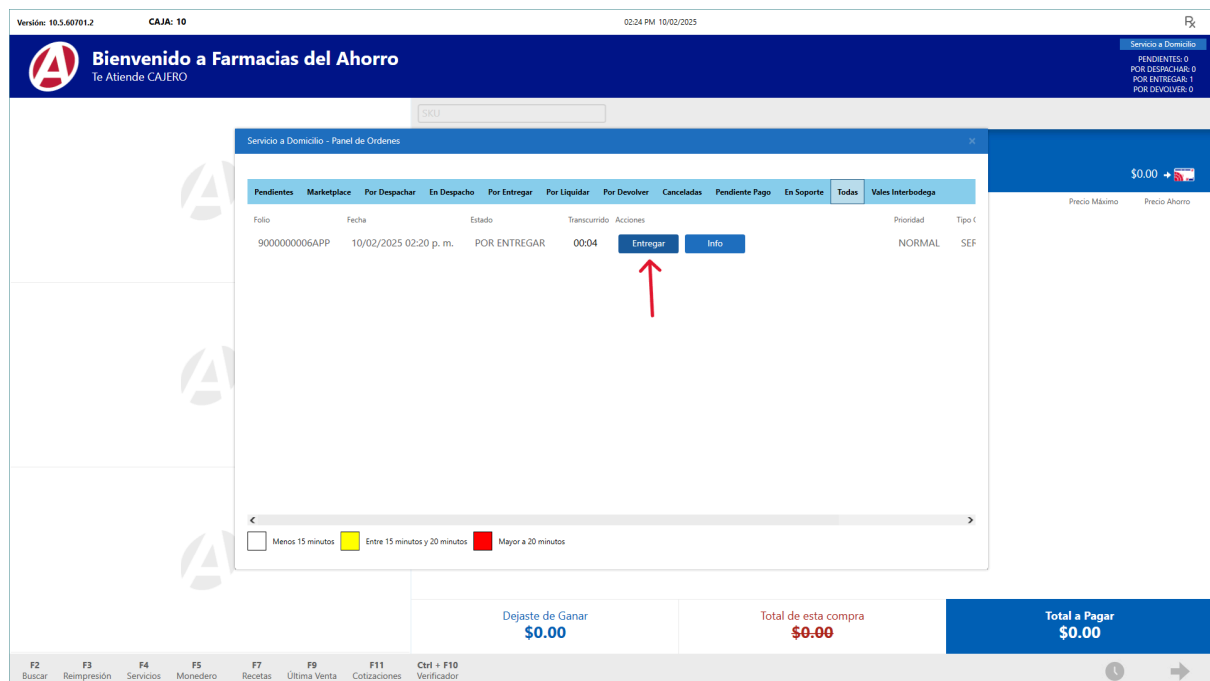 Versión: 10.5.60701.2 CAJA: 10 02:24 PM 10/02/2025
Bienvenido a Farmacias del Ahorro
Te Atiende CAJERO
Servicio a Domicilio
PENDIENTES: 0
POR DESPACHAR: 0
POR ENTREGAR: 1
POR DEVOLVER: 0
SKU
Servicio a Domicilio - Panel de Ordenes
$0.00
Pendientes Marketplace Por Despachar En Despacho Por Entregar Por Liquidar Por Devolver Canceladas Pendiente Pago En Soporte Todas Vales Interbodega
Precio Máximo Precio Ahorro
Folio Fecha Estado Transcurrido Acciones Prioridad Tipo
9000000006APP 10/02/2025 02:20 p. m. POR ENTREGAR 00:04 Entregar Info NORMAL SER
Menos 15 minutos Entre 15 minutos y 20 minutos Mayor a 20 minutos
Dejaste de Ganar
$0.00
Total de esta compra
$0.00
Total a Pagar
$0.00
F2 F3 F4 F5 F7 F9 F11 Ctrl + F10
Buscar Reimpresión Servicios Monedero Recetas Última Venta Cotizaciones Verificador